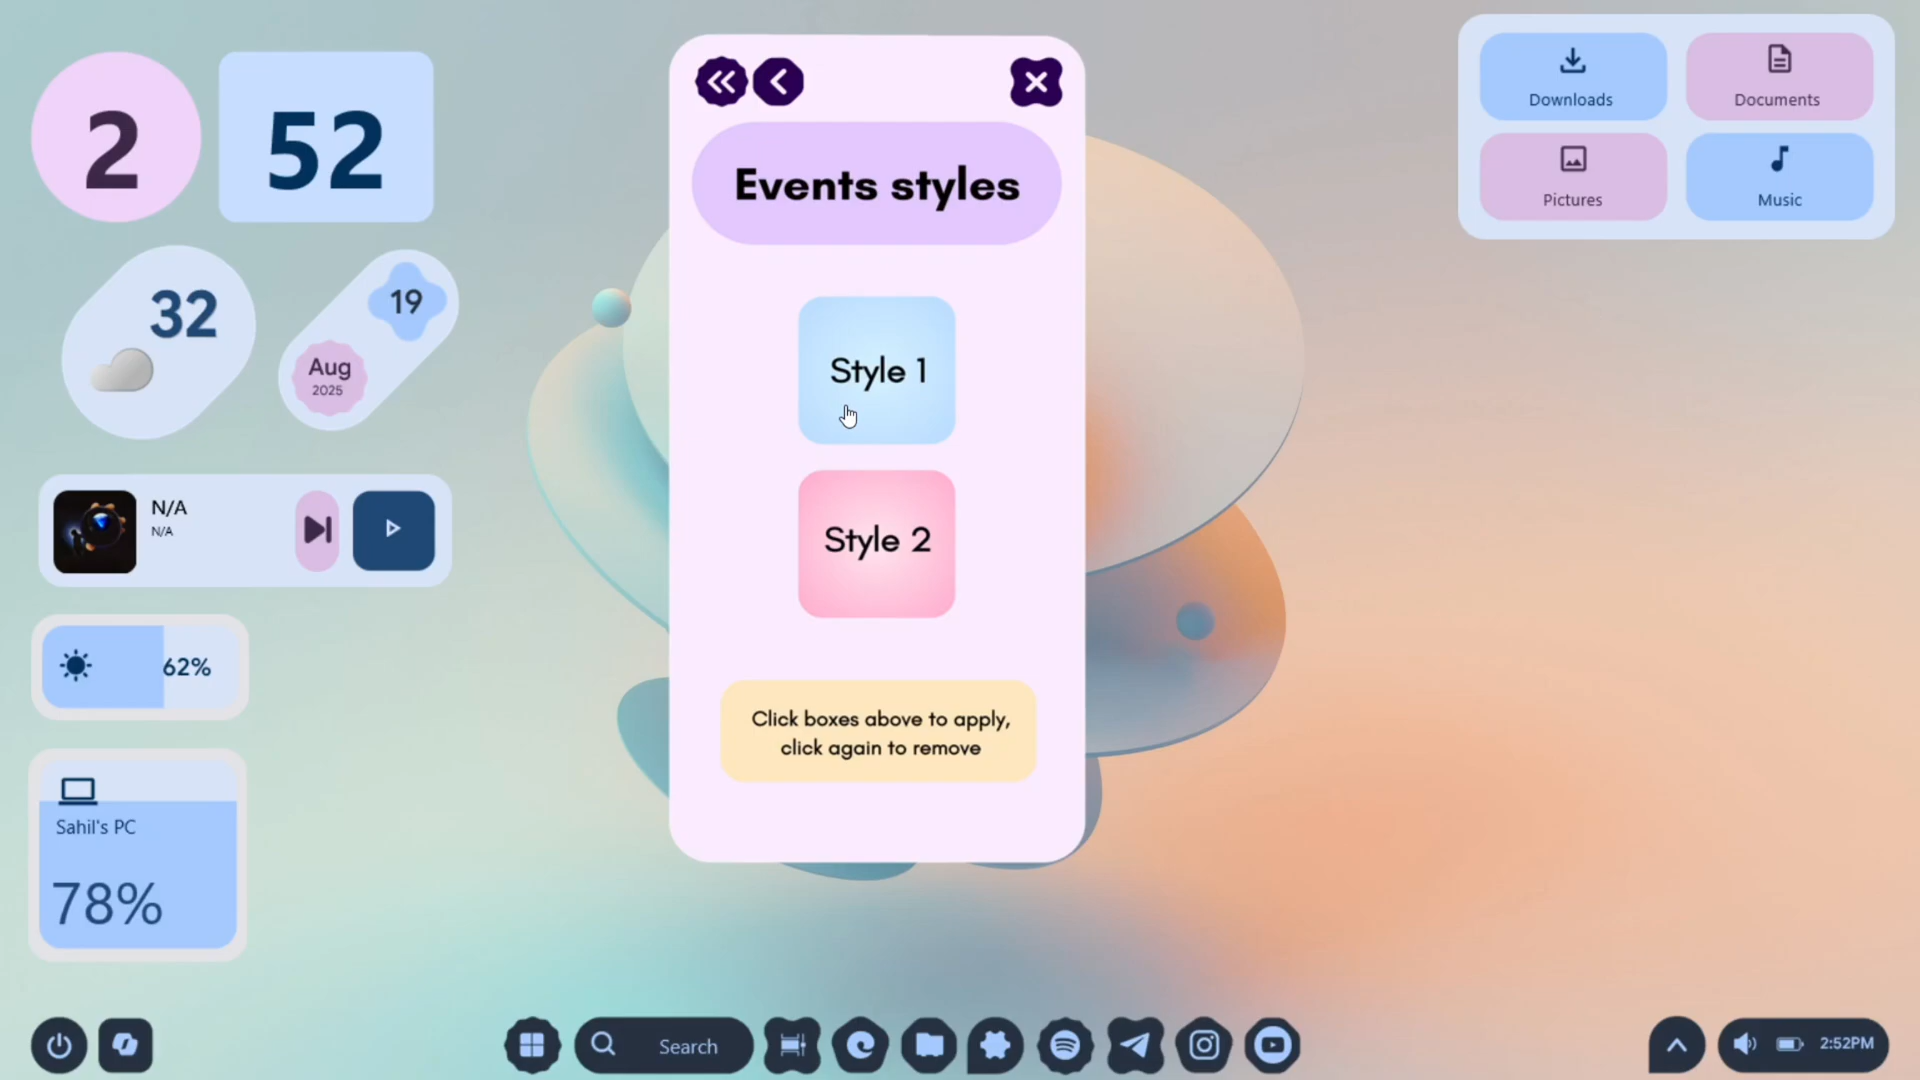 2
52
32
19
Aug
2025
N/A
N/A
62%
Sahil's PC
78%
Events styles
Style 1
Style 2
Click boxes above to apply,
click again to remove
Downloads
Documents
Pictures
Music
Search
2:52PM